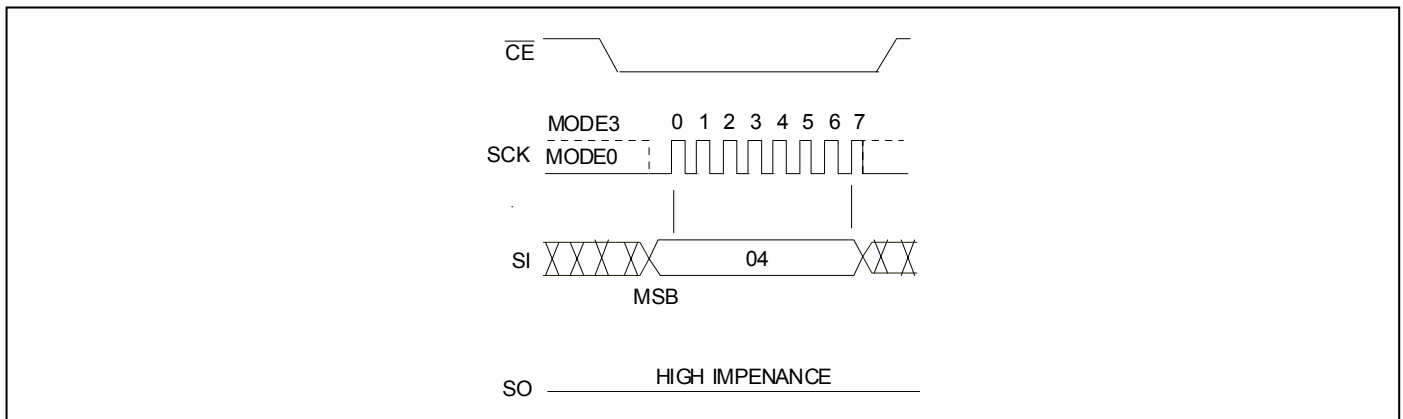 CE
MODE3 0 1 2 3 4 5 6 7
SCK MODE0
SI 04
MSB
HIGH IMPENANCE
SO